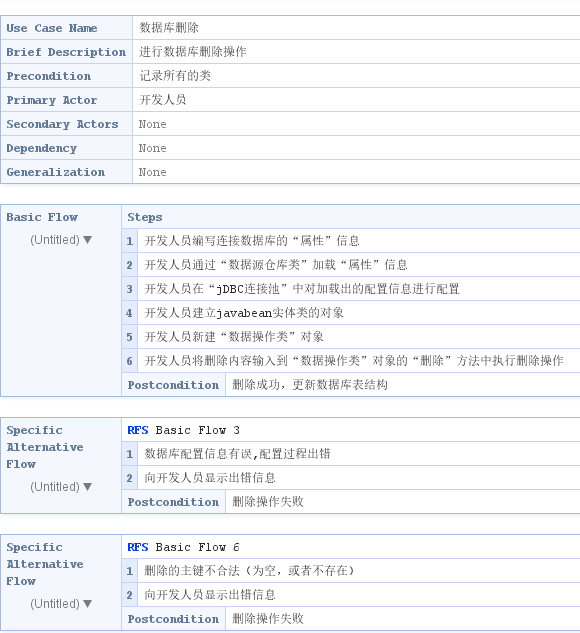 Use Case Name 数据库删除
Brief Description 进行数据库删除操作
Precondition 记录所有的类
Primary Actor 开发人员
Secondary Actors None
Dependency None
Generalization None
Basic Flow Steps
(Untitled) ▼
1 开发人员编写连接数据库的“属性”信息
2 开发人员通过“数据源仓库类”加载“属性”信息
3 开发人员在“jDBC连接池”中对加载出的配置信息进行配置
4 开发人员建立javabean实体类的对象
5 开发人员新建“数据操作类”对象
6 开发人员将删除内容输入到“数据操作类”对象的“删除”方法中执行删除操作
Postcondition 删除成功，更新数据库表结构
Specific Alternative Flow
(Untitled) ▼
RFS Basic Flow 3
1 数据库配置信息有误,配置过程出错
2 向开发人员显示出错信息
Postcondition 删除操作失败
Specific Alternative Flow
(Untitled) ▼
RFS Basic Flow 6
1 删除的主键不合法（为空，或者不存在）
2 向开发人员显示出错信息
Postcondition 删除操作失败